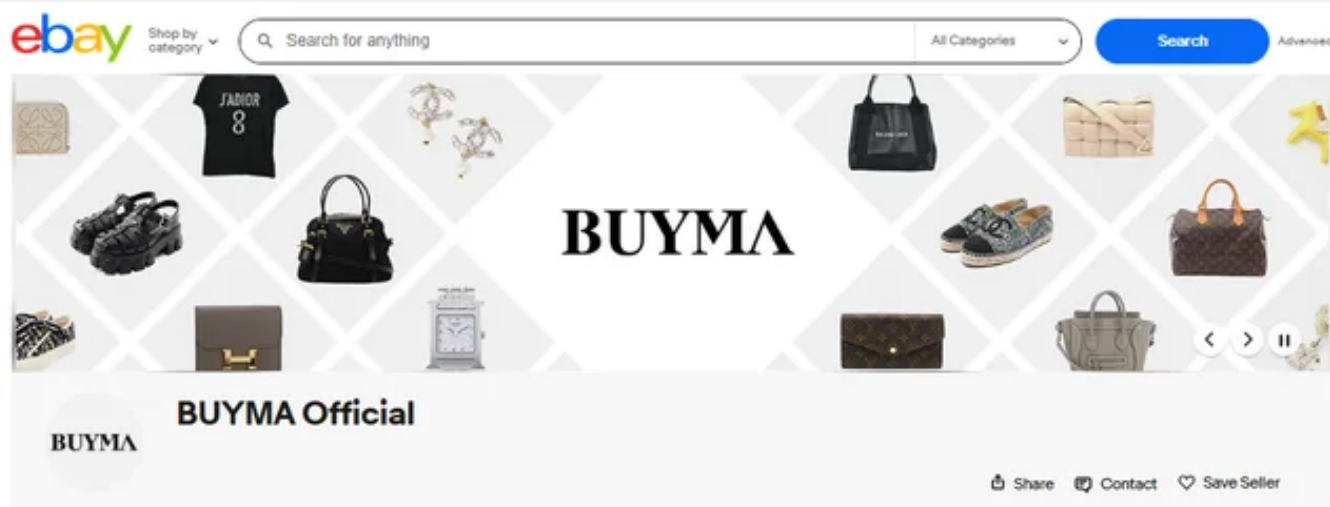 ebay
Shop by
category
Search for anything
All Categories
Search
Advanced
J'ADIOR
8
BUYMA
BUYMA Official
BUYMA
Share
Contact
Save Seller